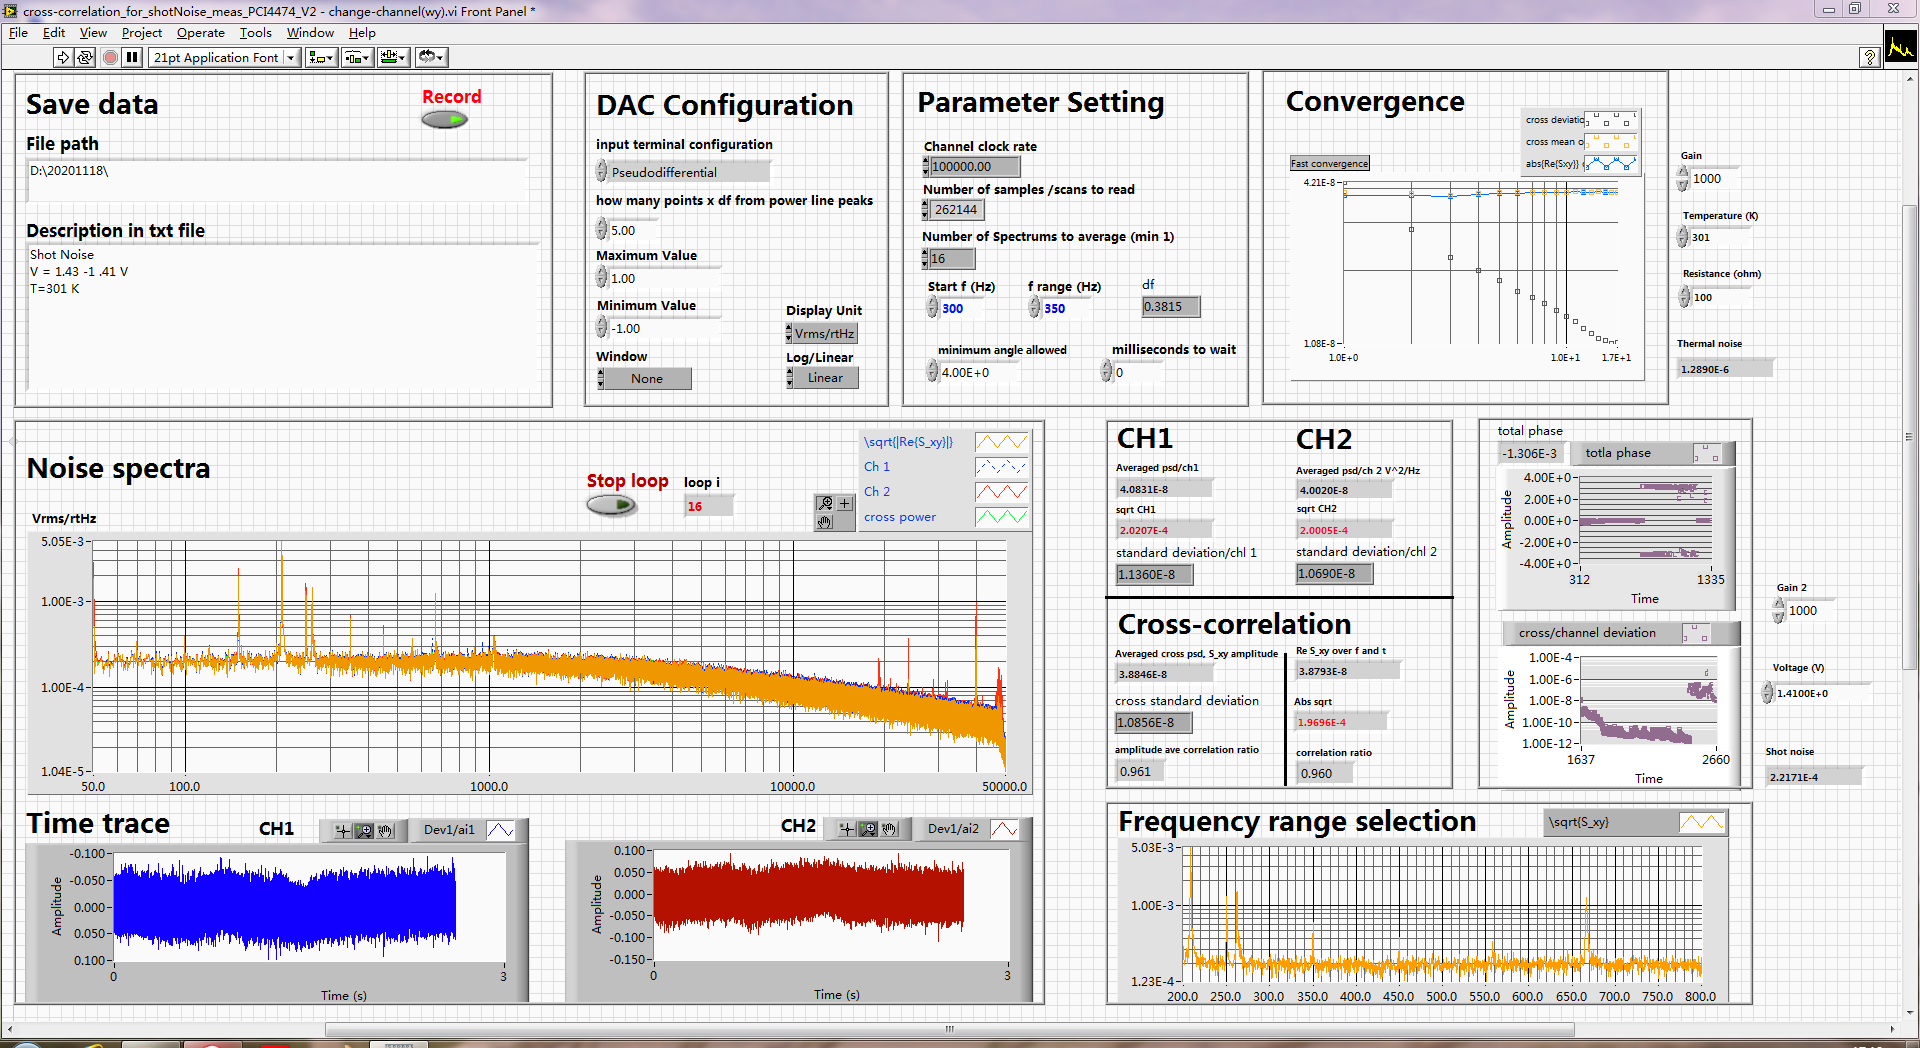 cross-correlation_for_shotNoise_meas_PCI4474_V2 - change-channel(wy).vi Front Panel *
File Edit View Project Operate Tools Window Help
21pt Application Font
Save data
Record
File path
D:\20201118\
Description in txt file
Shot Noise
V = 1.43 -1 .41 V
T=301 K
DAC Configuration
input terminal configuration
Pseudodifferential
how many points x df from power line peaks
5.00
Maximum Value
1.00
Minimum Value
-1.00
Display Unit
Vrms/rtHz
Window
None
Log/Linear
Linear
Parameter Setting
Channel clock rate
100000.00
Number of samples /scans to read
262144
Number of Spectrums to average (min 1)
16
Start f (Hz)
300
f range (Hz)
350
df
0.3815
minimum angle allowed
4.00E+0
milliseconds to wait
0
Convergence
cross deviatio
cross mean o
abs{Re{Sxy}}
Fast convergence
4.21E-8
1.08E-8
1.0E+0 1.0E+1 1.7E+1
Gain
1000
Temperature (K)
301
Resistance (ohm)
100
Thermal noise
1.2890E-6
Noise spectra
Stop loop
loop i
16
\sqrt{|Re{S_xy}|}
Ch 1
Ch 2
cross power
Vrms/rtHz
5.05E-3
1.00E-3
1.00E-4
1.04E-5
50.0 100.0 1000.0 10000.0 50000.0
Time trace
CH1
Dev1/ai1
Amplitude
-0.100
-0.050
0.000
0.050
0.100
0 3
Time (s)
CH2
Dev1/ai2
Amplitude
0.100
0.050
0.000
-0.050
-0.100
-0.150
0 3
Time (s)
CH1
Averaged psd/ch1
4.0831E-8
sqrt CH1
2.0207E-4
standard deviation/chl 1
1.1360E-8
CH2
Averaged psd/ch 2 V^2/Hz
4.0020E-8
sqrt CH2
2.0005E-4
standard deviation/chl 2
1.0690E-8
Cross-correlation
Averaged cross psd, S_xy amplitude
3.8846E-8
cross standard deviation
1.0856E-8
amplitude ave correlation ratio
0.961
Re S_xy over f and t
3.8793E-8
Abs sqrt
1.9696E-4
correlation ratio
0.960
total phase
-1.306E-3
totla phase
Amplitude
4.00E+0
2.00E+0
0.00E+0
-2.00E+0
-4.00E+0
312 1335
Time
cross/channel deviation
Amplitude
1.00E-4
1.00E-6
1.00E-8
1.00E-10
1.00E-12
1637 2660
Time
Gain 2
1000
Voltage (V)
1.4100E+0
Shot noise
2.2171E-4
Frequency range selection
\sqrt{S_xy}
5.03E-3
1.00E-3
1.23E-4
200.0 250.0 300.0 350.0 400.0 450.0 500.0 550.0 600.0 650.0 700.0 750.0 800.0